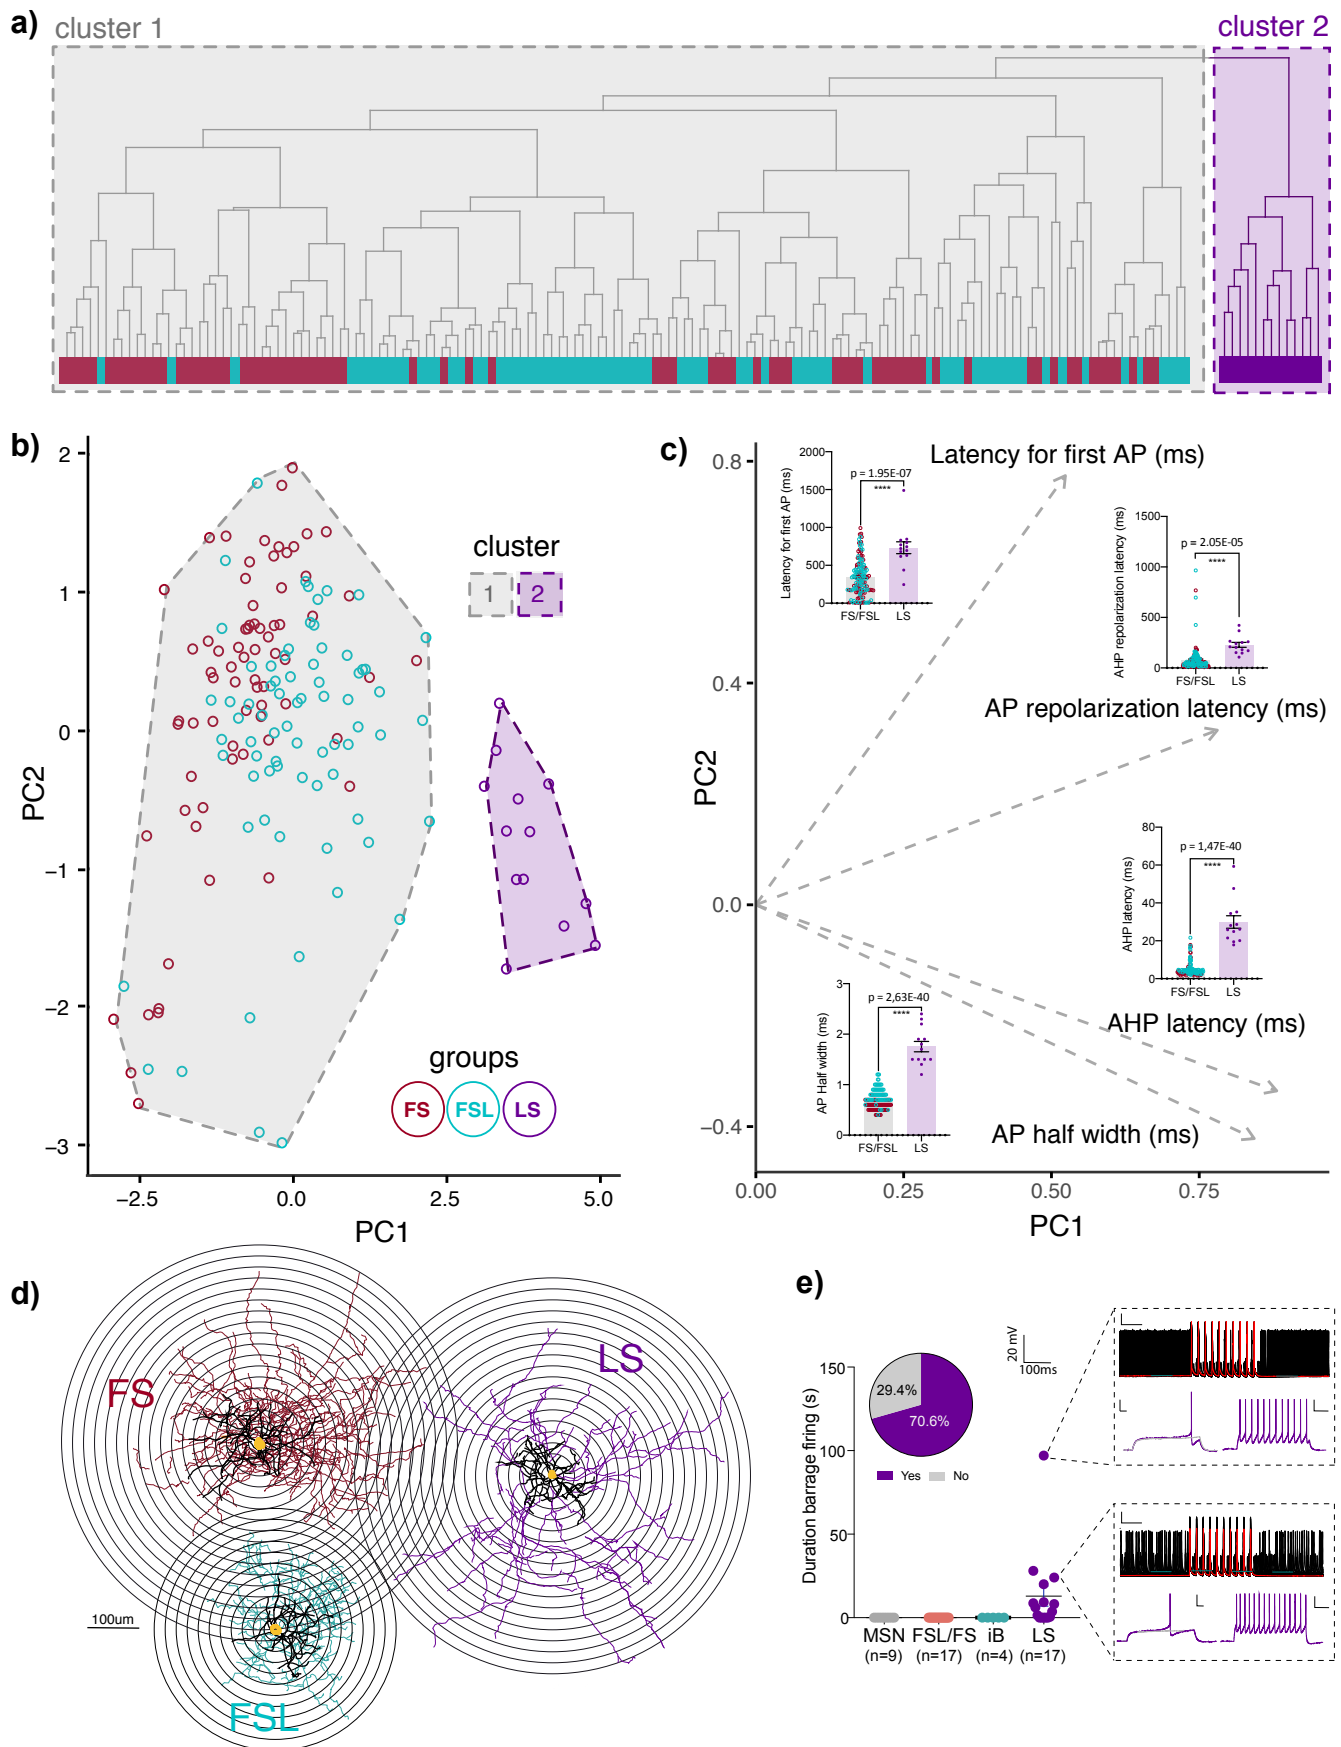 a)
cluster 1
cluster 2
b)
2
1
0
−1
−2
−3
PC2
−2.5
0.0
2.5
5.0
PC1
cluster
1
2
groups
FS
FSL
LS
c)
0.8
0.4
0.0
−0.4
PC2
0.00
0.25
0.50
0.75
PC1
Latency for first AP (ms)
2000
1500
1000
500
0
Latency for first AP (ms)
p = 1.95E-07
****
FS/FSL
LS
1500
1000
500
0
AHP repolarization latency (ms)
p = 2.05E-05
****
FS/FSL
LS
AP repolarization latency (ms)
80
60
40
20
0
AHP latency (ms)
p = 1,47E-40
****
FS/FSL
LS
AHP latency (ms)
3
2
1
0
AP Half width (ms)
p = 2,63E-40
****
FS/FSL
LS
AP half width (ms)
d)
FS
LS
FSL
100um
e)
150
100
50
0
Duration barrage firing (s)
29.4%
70.6%
Yes
No
20 mV
100ms
MSN
(n=9)
FSL/FS
(n=17)
iB
(n=4)
LS
(n=17)